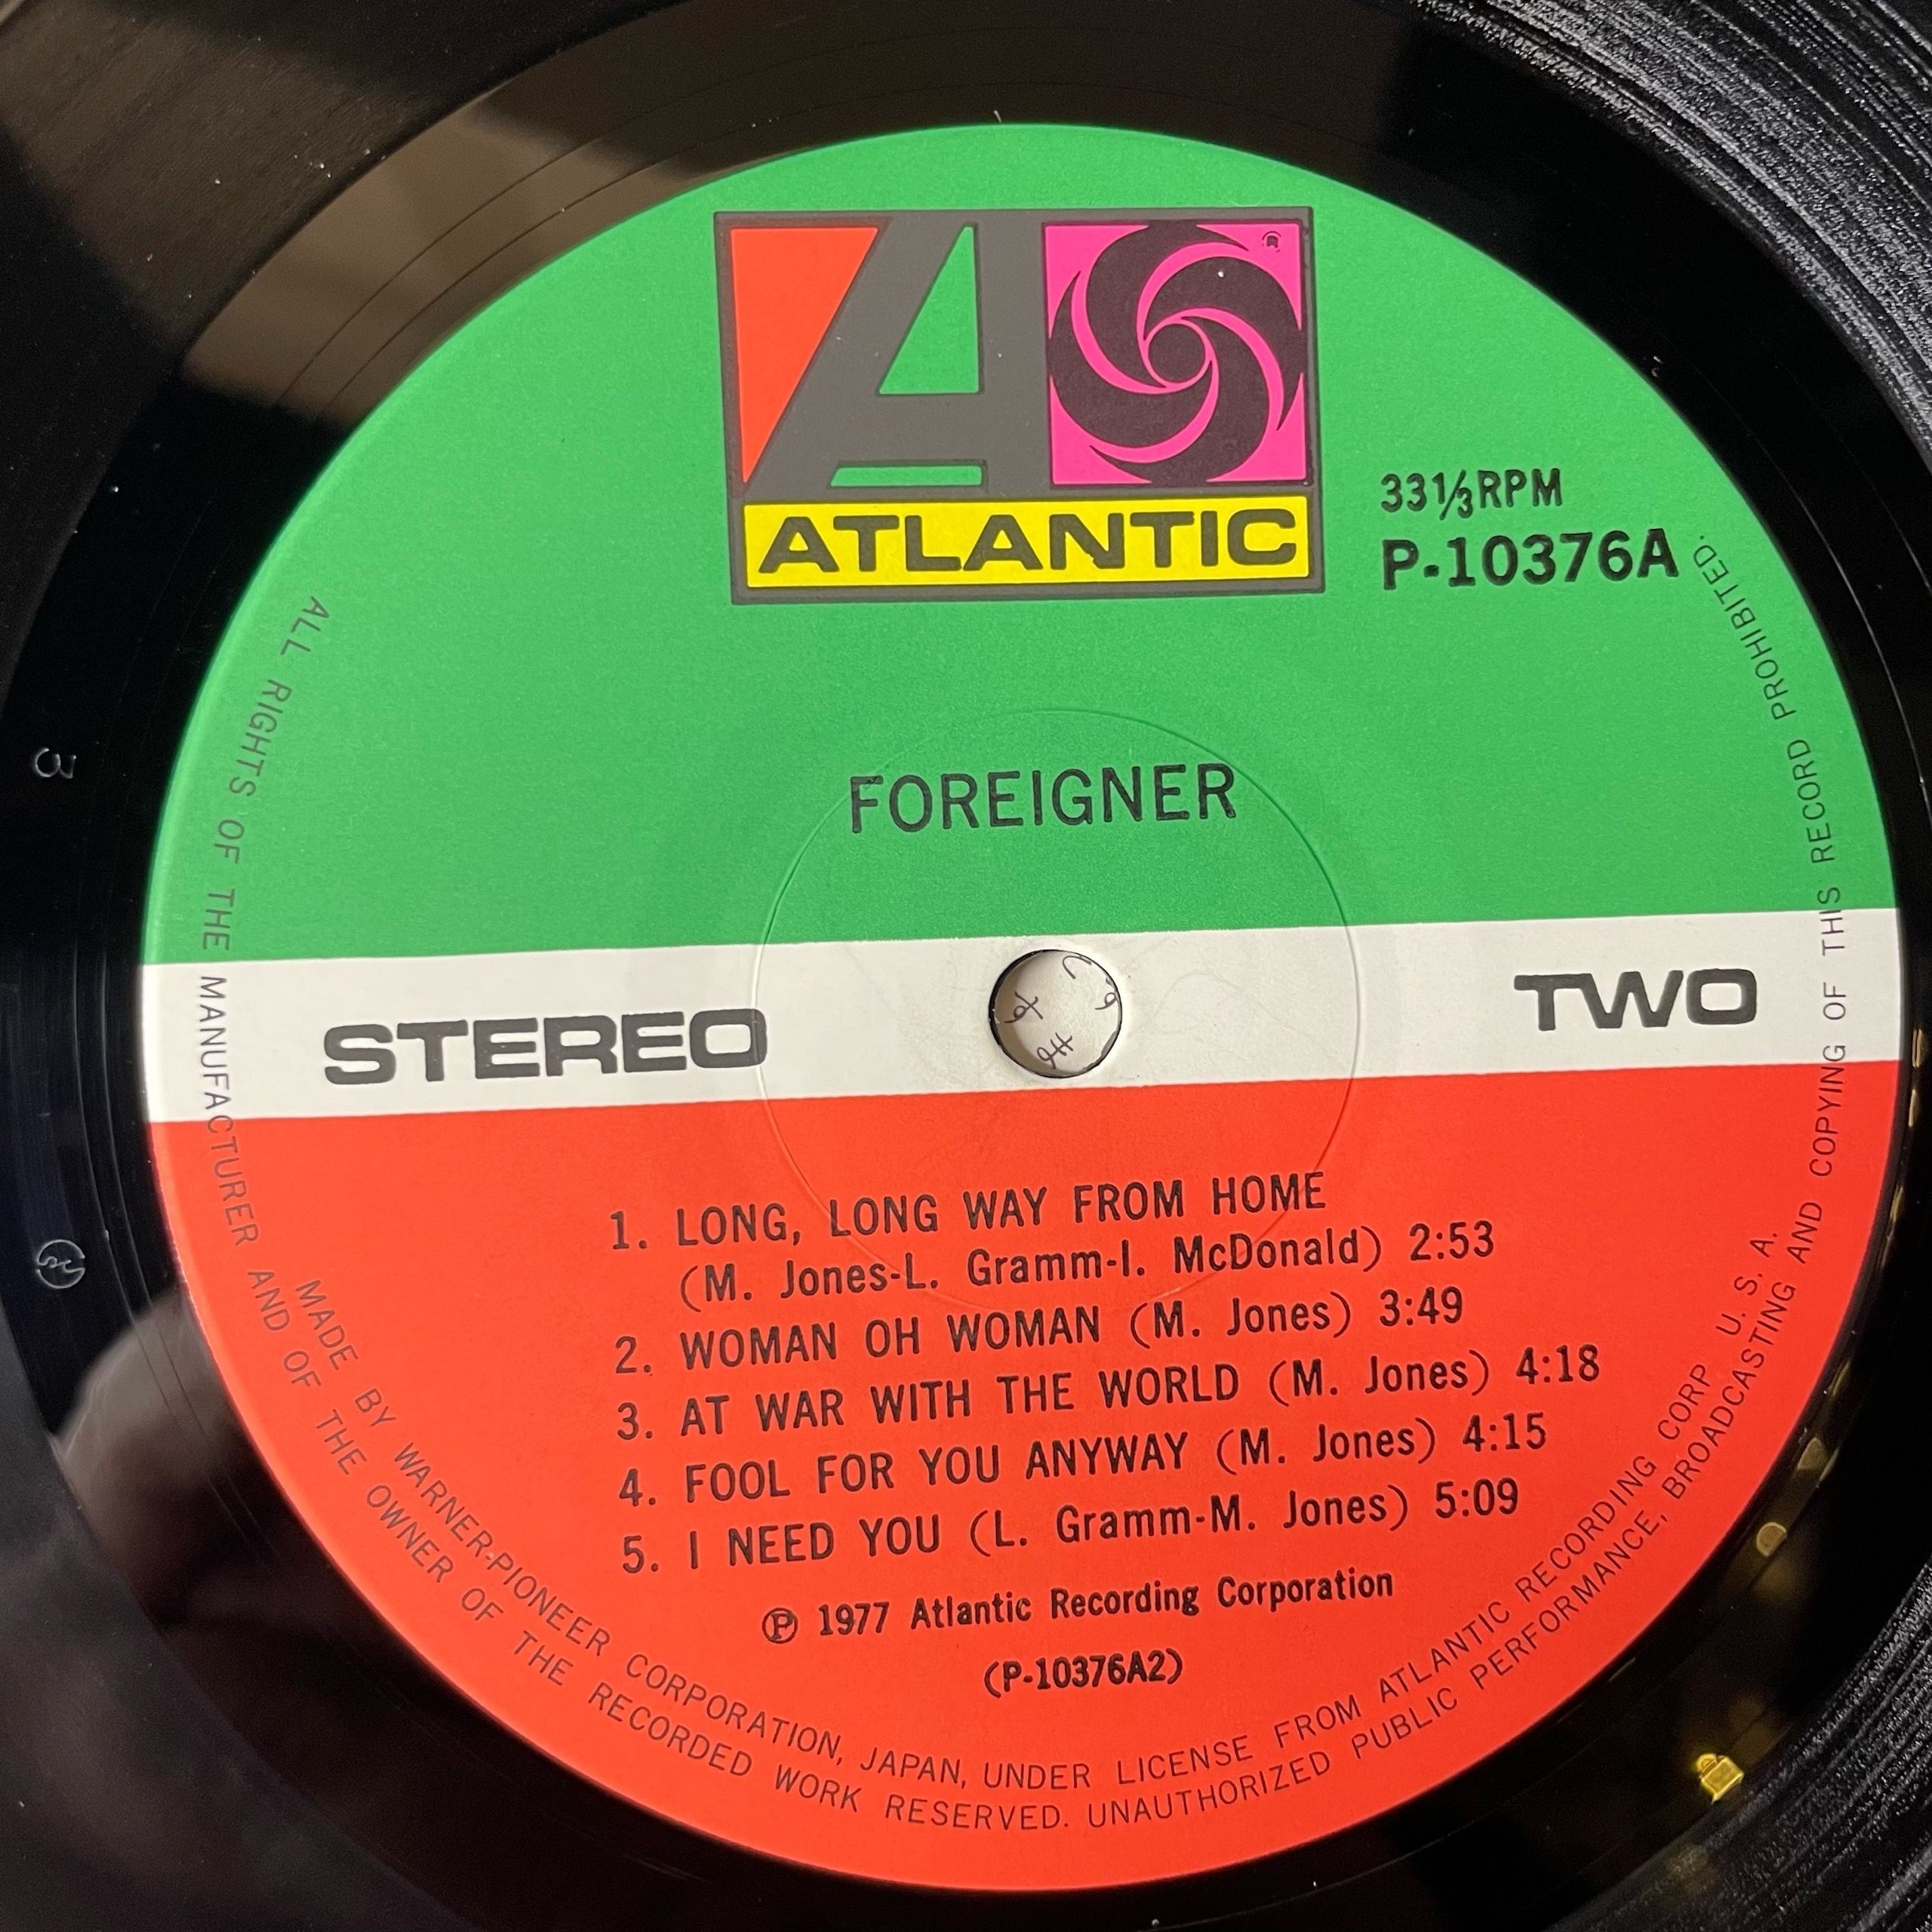 ATLANTIC
33⅓RPM
P-10376A
FOREIGNER
STEREO
TWO
1. LONG, LONG WAY FROM HOME
(M. Jones-L. Gramm-I. McDonald) 2:53
2. WOMAN OH WOMAN (M. Jones) 3:49
3. AT WAR WITH THE WORLD (M. Jones) 4:18
4. FOOL FOR YOU ANYWAY (M. Jones) 4:15
5. I NEED YOU (L. Gramm-M. Jones) 5:09
Ⓟ 1977 Atlantic Recording Corporation
(P-10376A2)
MADE BY WARNER-PIONEER CORPORATION, JAPAN, UNDER LICENSE FROM ATLANTIC RECORDING CORP U. S. A.
ALL RIGHTS OF THE MANUFACTURER AND OF THE OWNER OF THE RECORDED WORK RESERVED. UNAUTHORIZED PUBLIC PERFORMANCE, BROADCASTING AND COPYING OF THIS RECORD PROHIBITED.
3